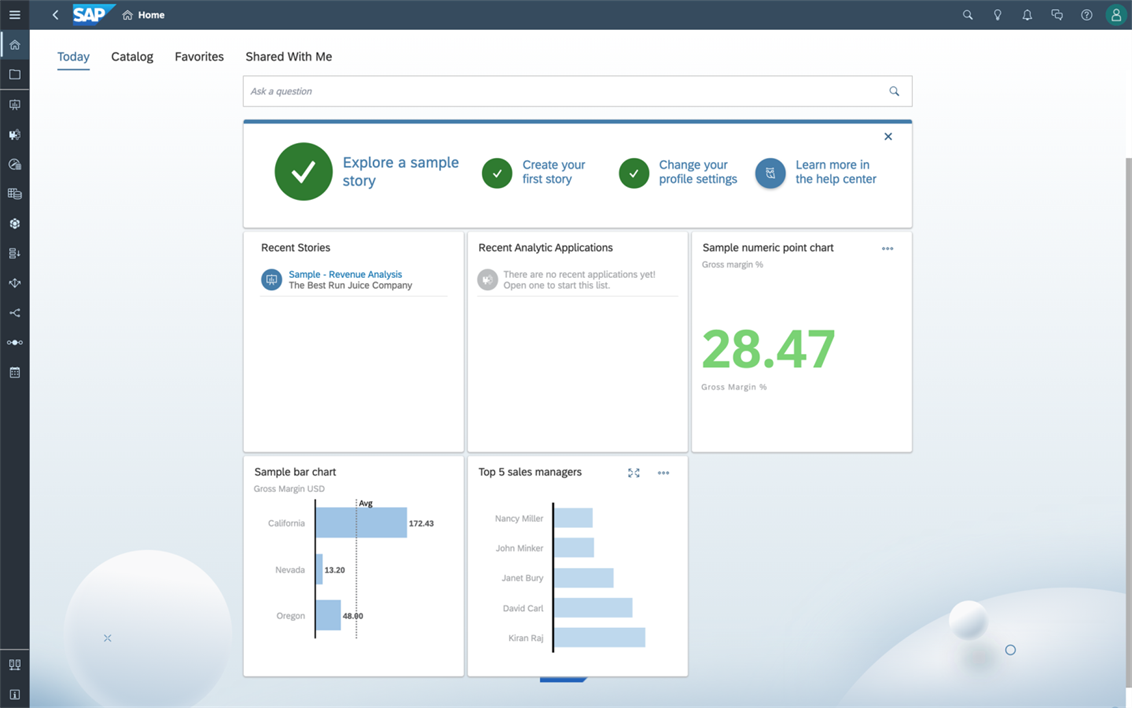 SAP Home
Today Catalog Favorites Shared With Me
Ask a question
Explore a sample
story
Create your
first story
Change your
profile settings
Learn more in
the help center
Recent Stories
Sample - Revenue Analysis
The Best Run Juice Company
Recent Analytic Applications
There are no recent applications yet!
Open one to start this list.
Sample numeric point chart
Gross margin %
28.47
Gross Margin %
Sample bar chart
Gross Margin USD
Avg
California 172.43
Nevada 13.20
Oregon 48.00
Top 5 sales managers
Nancy Miller
John Minker
Janet Bury
David Carl
Kiran Raj